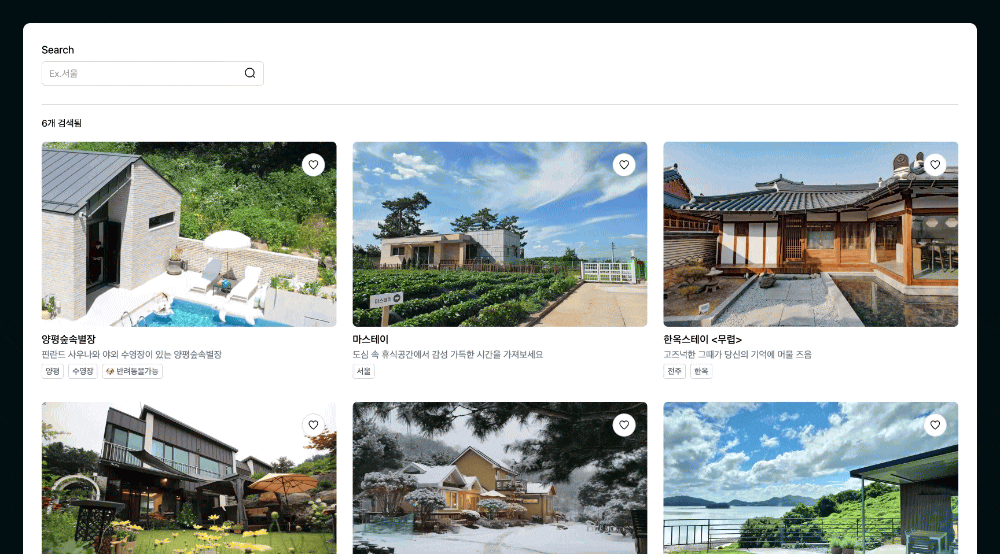 Search
Ex.서울
6개 검색됨
양평숲속별장
핀란드 사우나와 야외 수영장이 있는 양평숲속별장
양평
수영장
🐶 반려동물가능
마스테이
도심 속 휴식공간에서 감성 가득한 시간을 가져보세요
서울
한옥스테이 <무렵>
고즈넉한 그때가 당신의 기억에 머물 즈음
전주
한옥